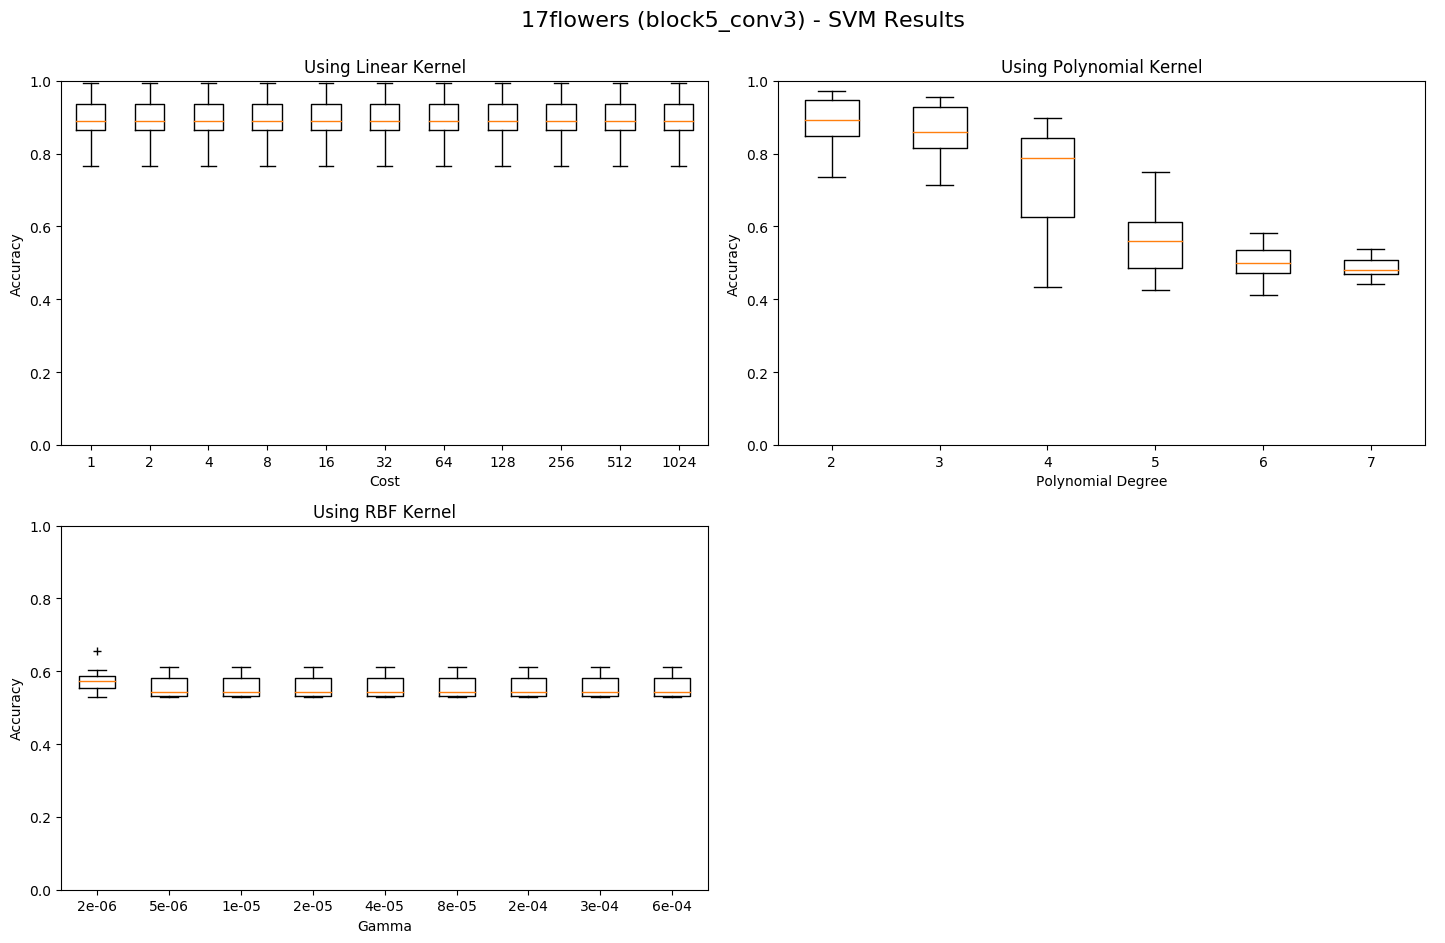 17flowers (block5_conv3) - SVM Results
Using Linear Kernel
1.0
0.8
0.6
0.4
0.2
0.0
Accuracy
1 2 4 8 16 32 64 128 256 512 1024
Cost
Using Polynomial Kernel
1.0
0.8
0.6
0.4
0.2
0.0
Accuracy
2 3 4 5 6 7
Polynomial Degree
Using RBF Kernel
1.0
0.8
0.6
0.4
0.2
0.0
Accuracy
2e-06 5e-06 1e-05 2e-05 4e-05 8e-05 2e-04 3e-04 6e-04
Gamma